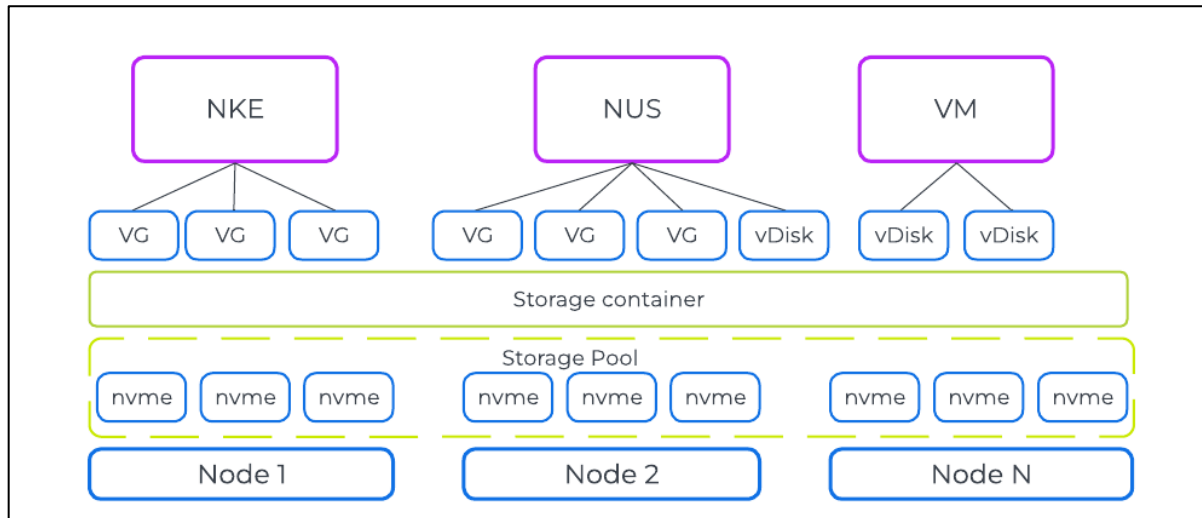 NKE NUS VM
VG VG VG VG VG VG vDisk vDisk vDisk
Storage container
Storage Pool
nvme nvme nvme nvme nvme nvme nvme nvme nvme
Node 1 Node 2 Node N